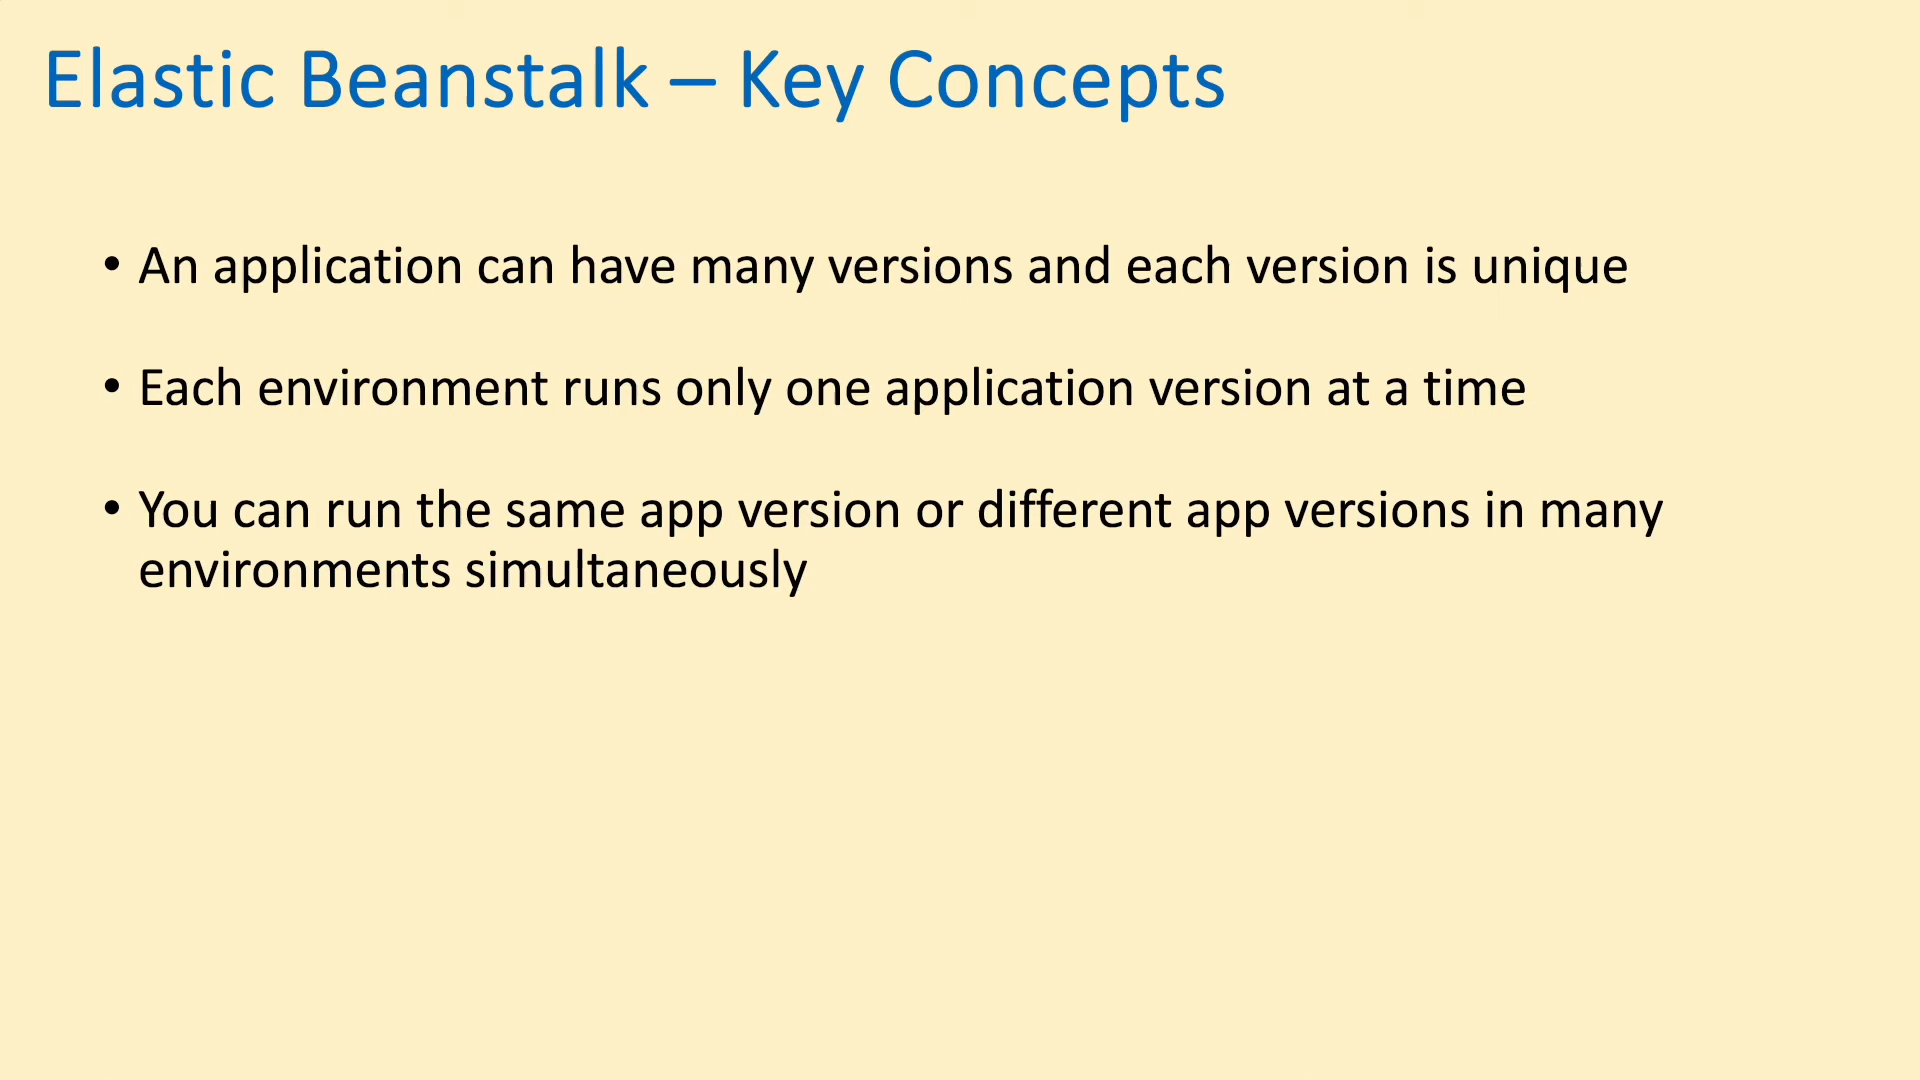 Elastic Beanstalk – Key Concepts
• An application can have many versions and each version is unique
• Each environment runs only one application version at a time
• You can run the same app version or different app versions in many
environments simultaneously